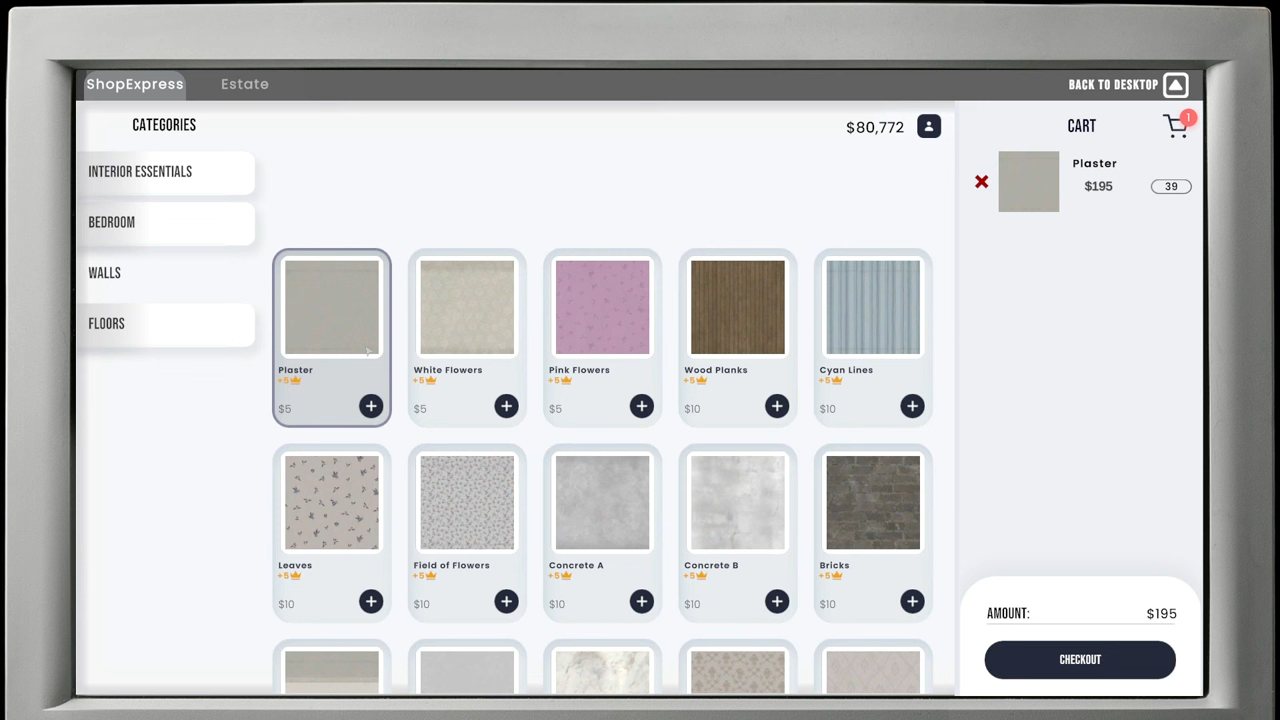 ShopExpress Estate BACK TO DESKTOP
CATEGORIES
$80,772
CART
1
INTERIOR ESSENTIALS
BEDROOM
WALLS
FLOORS
Plaster
$195
39
Plaster
+5
$5
White Flowers
+5
$5
Pink Flowers
+5
$5
Wood Planks
+5
$10
Cyan Lines
+5
$10
Leaves
+5
$10
Field of Flowers
+5
$10
Concrete A
+5
$10
Concrete B
+5
$10
Bricks
+5
$10
AMOUNT: $195
CHECKOUT